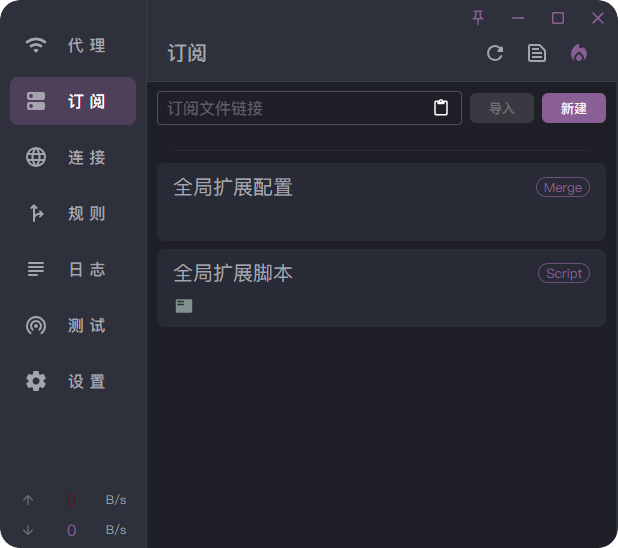 代 理
订阅
订 阅
订阅文件链接
导入
新建
连 接
全局扩展配置
Merge
规 则
全局扩展脚本
Script
日 志
测 试
设 置
0
B/s
0
B/s